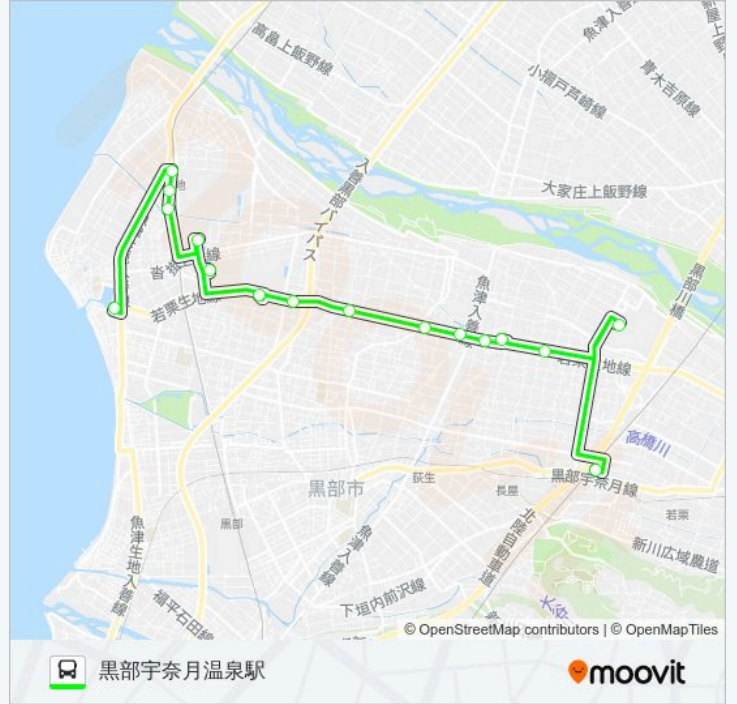 高畠上飯野線
魚津入善
小摺戸芦崎線
青木吉原線
入善黒部バイパス
大家庄上飯野線
地
黒部川橋
線
魚津入善線
若栗生地線
地線
高橋川
黒部市
荻生
黒部宇奈月線
長屋
若栗
黒部
魚津生地入善線
魚津入善線
北陸自動車道
新川広域農道
下垣内前沢線
福平石田線
© OpenStreetMap contributors | © OpenMapTiles
黒部宇奈月温泉駅
moovit